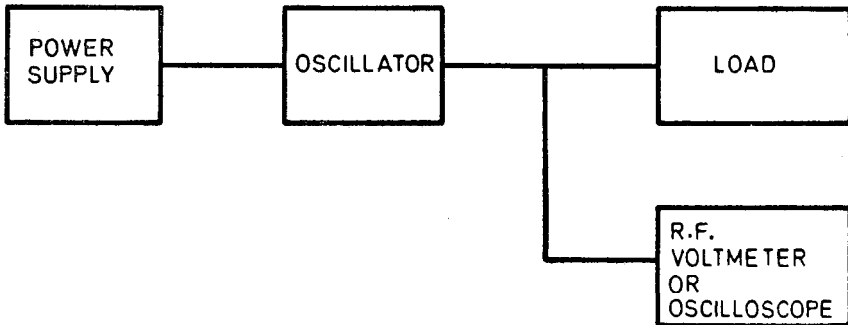 POWER
SUPPLY
OSCILLATOR
LOAD
R.F.
VOLTMETER
OR
OSCILLOSCOPE